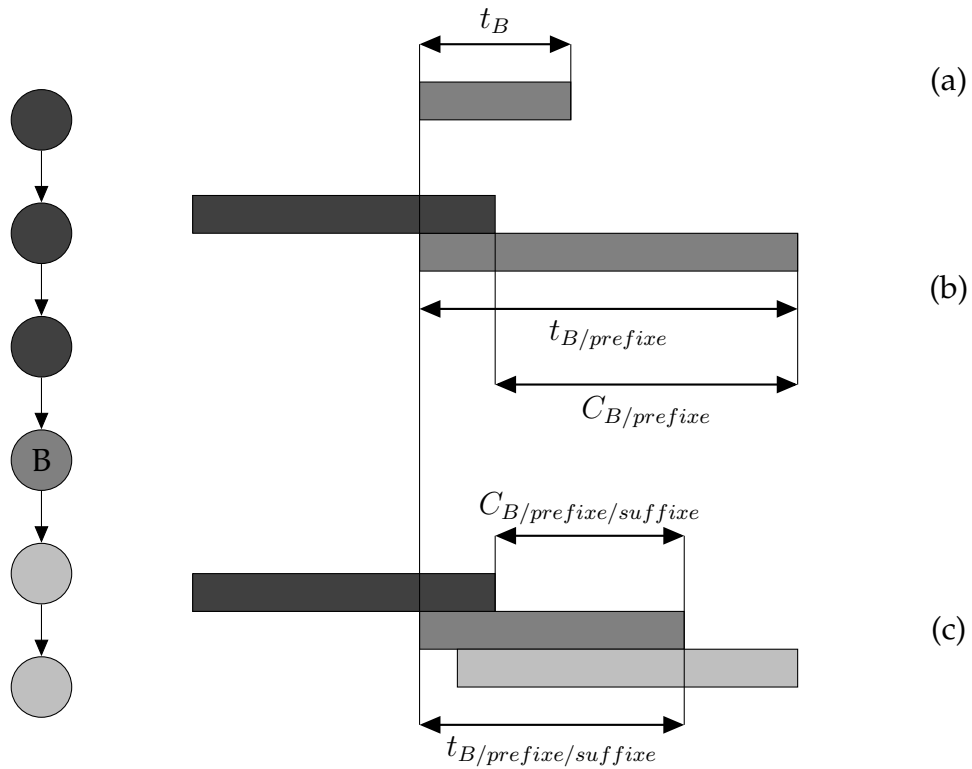 t_B
(a)
(b)
t_{B/prefixe}
C_{B/prefixe}
B
C_{B/prefixe/suffixe}
(c)
t_{B/prefixe/suffixe}